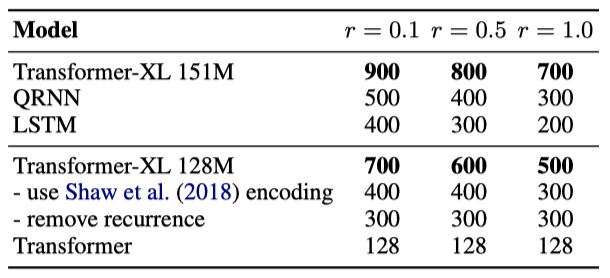 Model r = 0.1 r = 0.5 r = 1.0
Transformer-XL 151M 900 800 700
QRNN 500 400 300
LSTM 400 300 200
Transformer-XL 128M 700 600 500
- use Shaw et al. (2018) encoding 400 400 300
- remove recurrence 300 300 300
Transformer 128 128 128